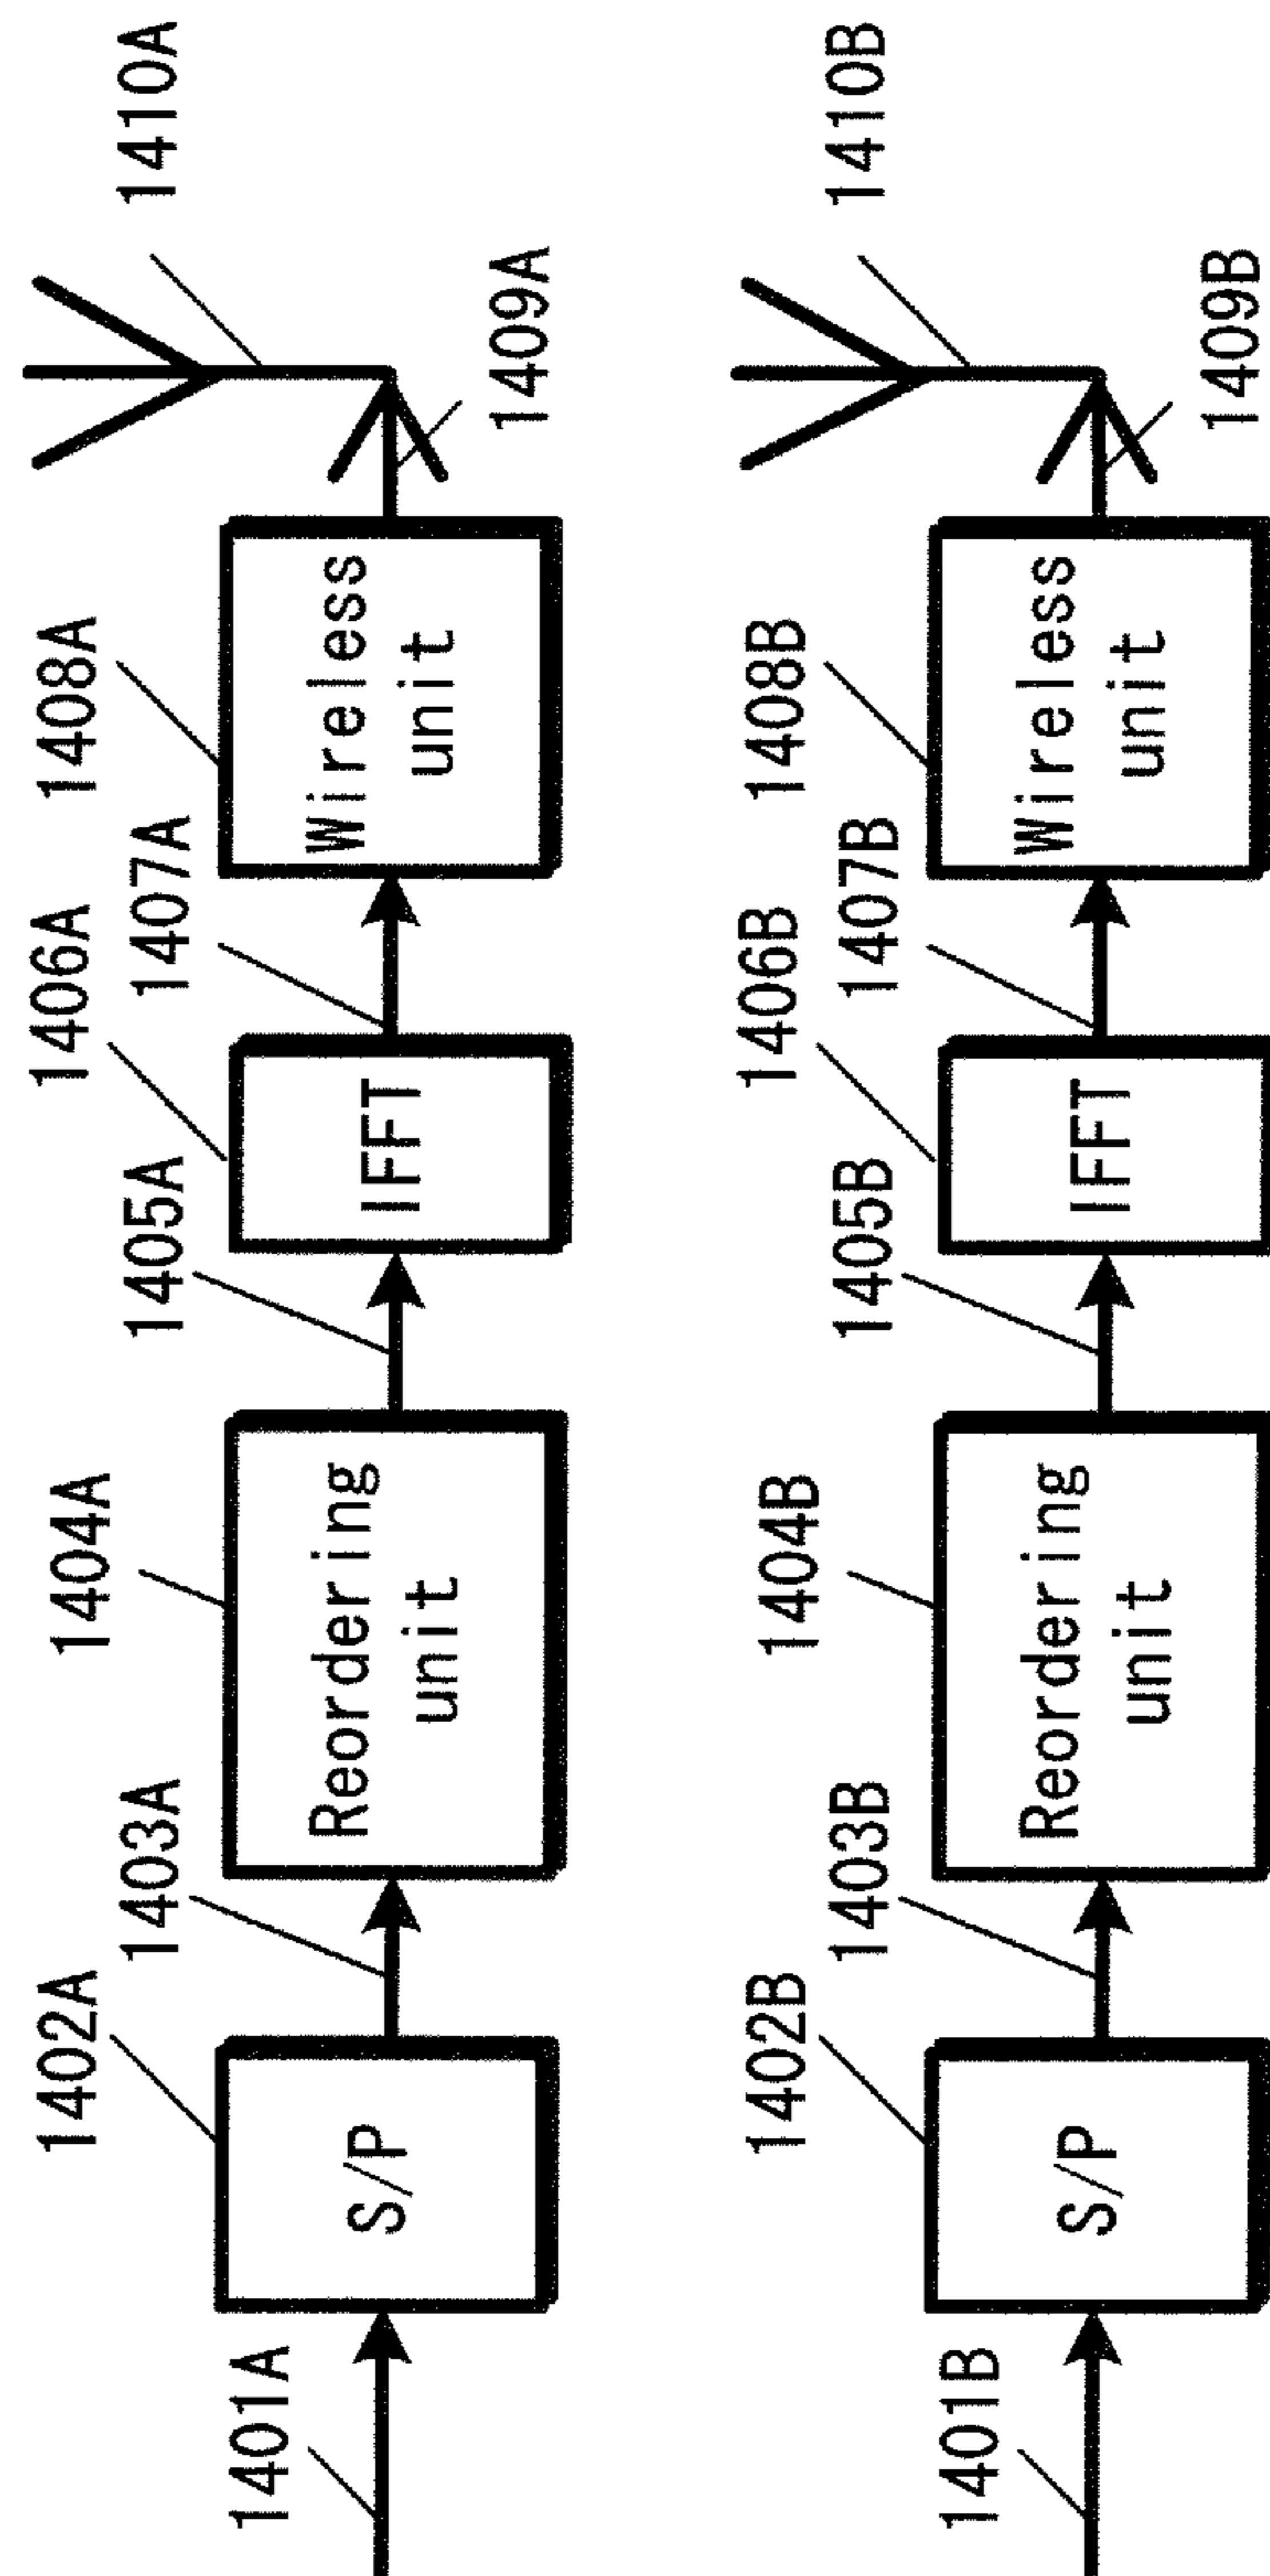 1401A
1402A
S/P
1403A
1404A
Reordering
unit
1405A
1406A
IFFT
1407A
1408A
Wireless
unit
1409A
1410A
1401B
1402B
S/P
1403B
1404B
Reordering
unit
1405B
1406B
IFFT
1407B
1408B
Wireless
unit
1409B
1410B